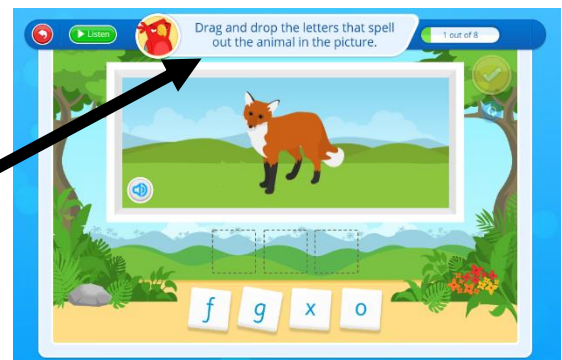 Listen
Drag and drop the letters that spell
out the animal in the picture.
1 out of 8
f g x o